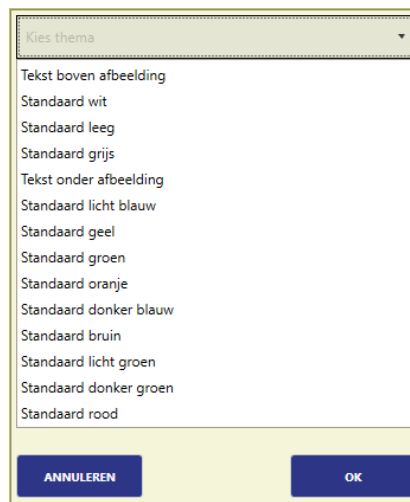 Kies thema
Tekst boven afbeelding
Standaard wit
Standaard leeg
Standaard grijs
Tekst onder afbeelding
Standaard licht blauw
Standaard geel
Standaard groen
Standaard oranje
Standaard donker blauw
Standaard bruin
Standaard licht groen
Standaard donker groen
Standaard rood
ANNULEREN OK